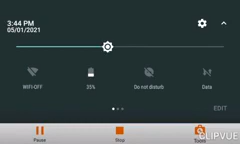 3:44 PM
05/01/2021
WIFI-OFF
35%
Do not disturb
Data
EDIT
Pause
Stop
CLIPVUE